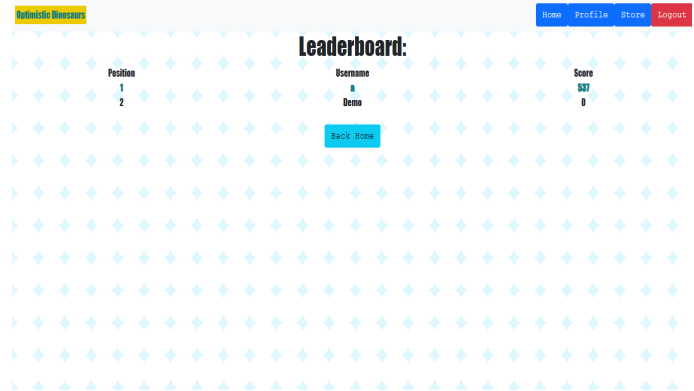 Optimistic Dinosaurs Home Profile Store Logout
Leaderboard:
Position Username Score
1 a 537
2 Demo 0
Back Home